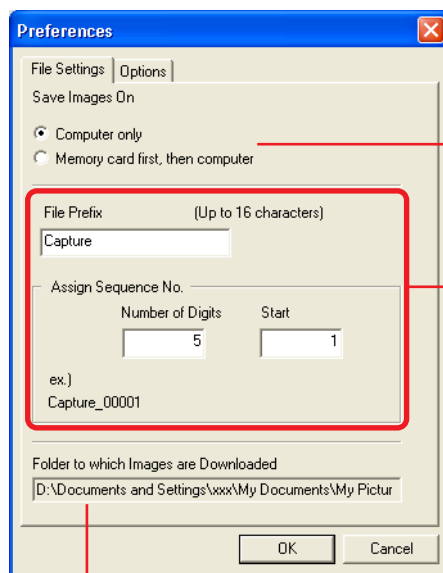 Preferences
File Settings Options
Save Images On
Computer only
Memory card first, then computer
File Prefix (Up to 16 characters)
Capture
Assign Sequence No.
Number of Digits Start
5 1
ex.)
Capture_00001
Folder to which Images are Downloaded
D:\Documents and Settings\xxx\My Documents\My Pictur
OK Cancel